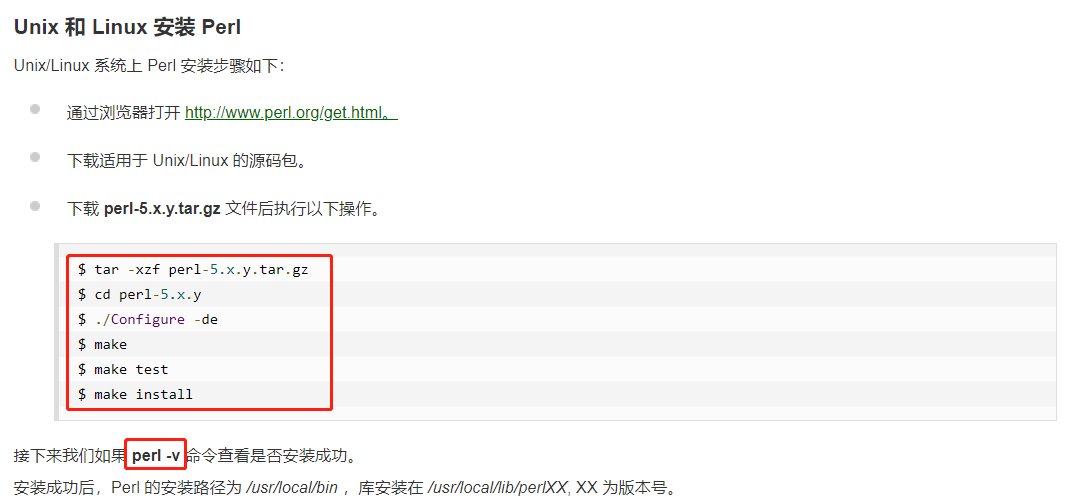 Unix 和 Linux 安装 Perl
Unix/Linux 系统上 Perl 安装步骤如下：
通过浏览器打开 http://www.perl.org/get.html。
下载适用于 Unix/Linux 的源码包。
下载 perl-5.x.y.tar.gz 文件后执行以下操作。
$ tar -xzf perl-5.x.y.tar.gz
$ cd perl-5.x.y
$ ./Configure -de
$ make
$ make test
$ make install
接下来我们如果 perl -v 命令查看是否安装成功。
安装成功后，Perl 的安装路径为 /usr/local/bin ，库安装在 /usr/local/lib/perlXX, XX 为版本号。